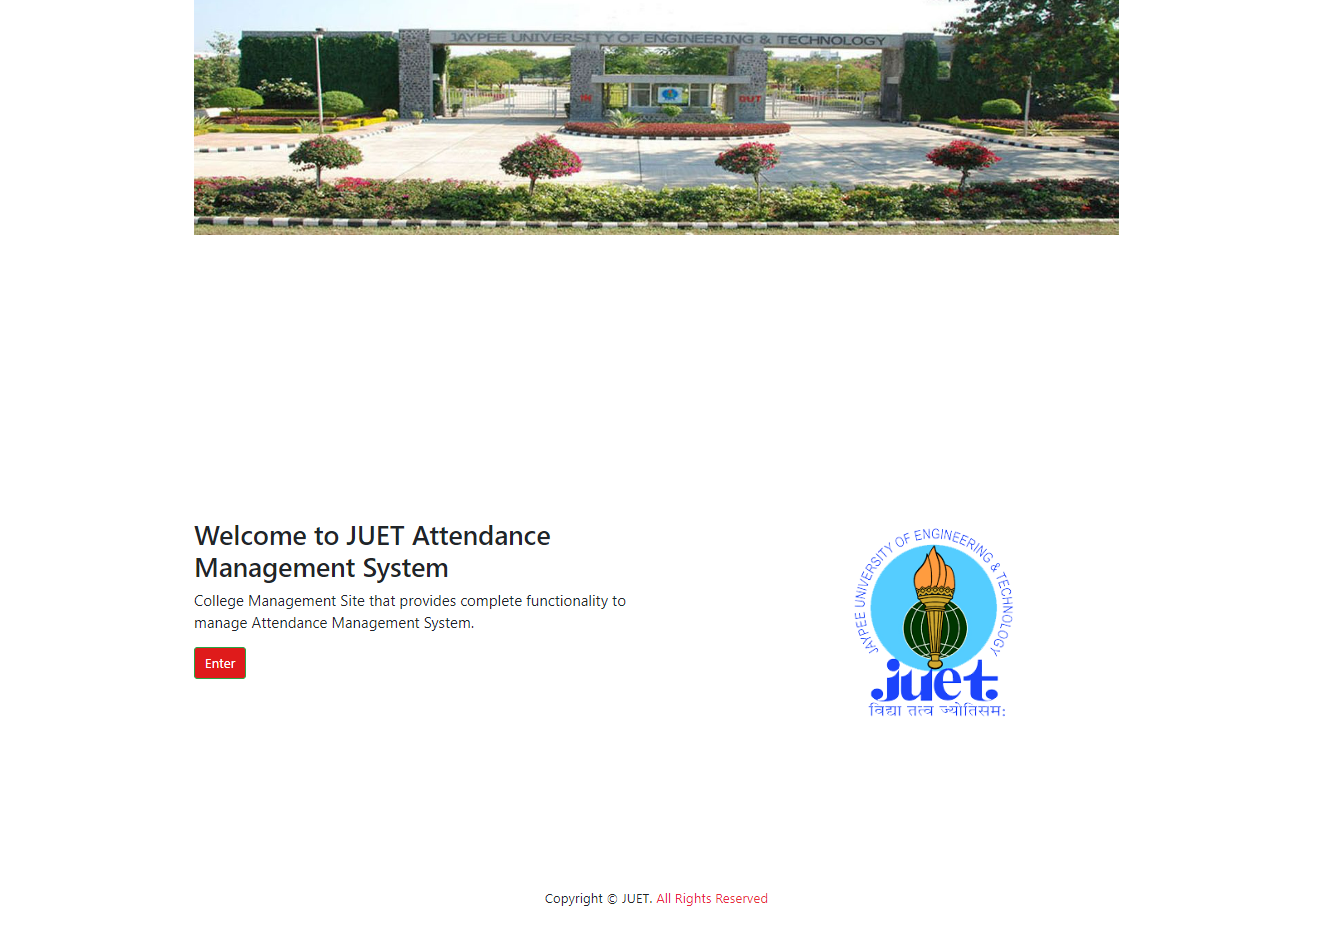 JAYPEE UNIVERSITY OF ENGINEERING & TECHNOLOGY
IN
OUT
Welcome to JUET Attendance
Management System
College Management Site that provides complete functionality to
manage Attendance Management System.
Enter
JAYPEE UNIVERSITY OF ENGINEERING & TECHNOLOGY
juet
विद्या तत्व ज्योतिसम:
Copyright © JUET. All Rights Reserved